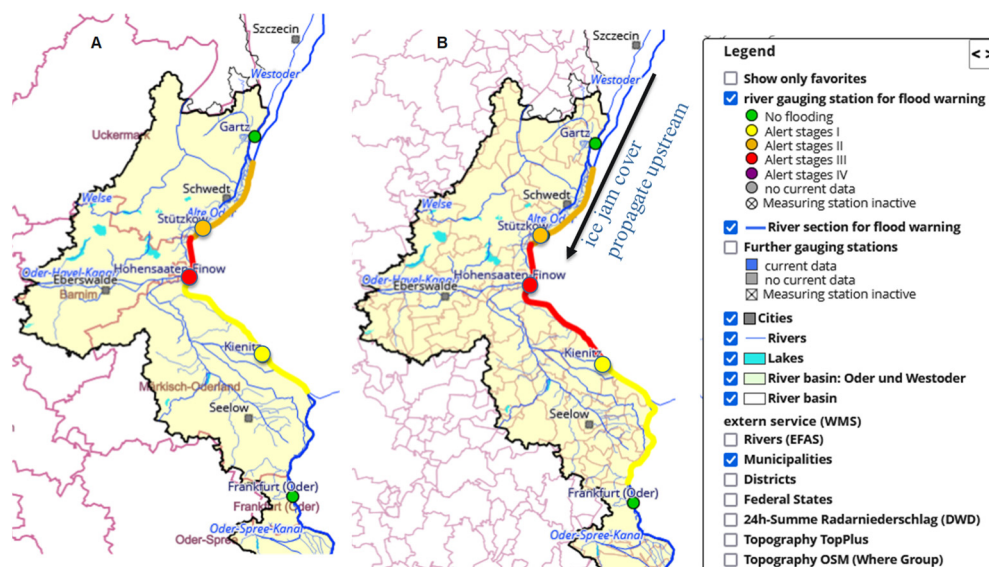 A
Szczecin
Westoder
Uckermark
Gartz
Schwedt
Welse
Alte Oder
Stützkow
Hohensaaten-Finow
Oder-Havel-Kanal
Eberswalde
Barnim
Kienitz
Märkisch-Oderland
Seelow
Frankfurt (Oder)
Frankfurt (Oder)
Oder-Spree-Kanal
Oder-Spree
B
Szczecin
Westoder
Gartz
ice jam cover
propagate upstream
Schwedt
Welse
Alte Od
Stützkow
Hohensaaten-Finow
Oder-Havel-Kanal
Eberswalde
Kienitz
Seelow
Frankfurt (Oder)
Oder-Spree-Kanal
Legend
< >
Show only favorites
river gauging station for flood warning
No flooding
Alert stages I
Alert stages II
Alert stages III
Alert stages IV
no current data
Measuring station inactive
River section for flood warning
Further gauging stations
current data
no current data
Measuring station inactive
Cities
Rivers
Lakes
River basin: Oder und Westoder
River basin
extern service (WMS)
Rivers (EFAS)
Municipalities
Districts
Federal States
24h-Summe Radarniederschlag (DWD)
Topography TopPlus
Topography OSM (Where Group)